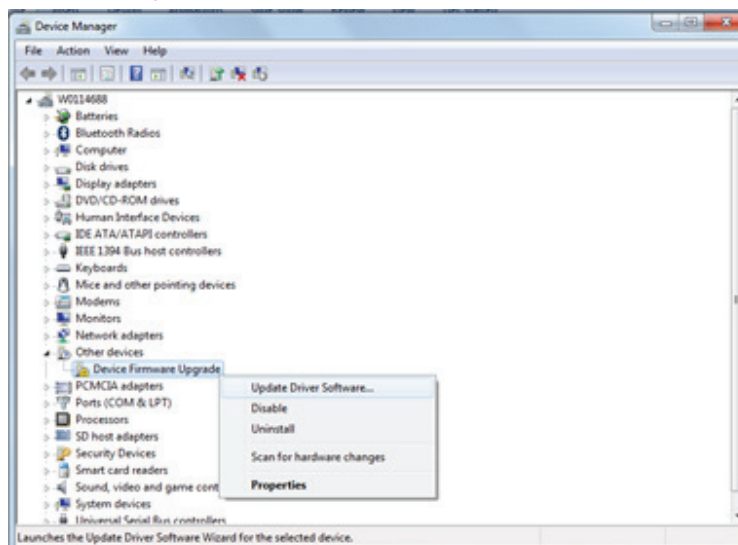 Device Manager
File Action View Help
W0114688
Batteries
Bluetooth Radios
Computer
Disk drives
Display adapters
DVD/CD-ROM drives
Human Interface Devices
IDE ATA/ATAPI controllers
IEEE 1394 Bus host controllers
Keyboards
Mice and other pointing devices
Modems
Monitors
Network adapters
Other devices
Device Firmware Upgrade
PCMCIA adapters
Ports (COM & LPT)
Processors
SD host adapters
Security Devices
Smart card readers
Sound, video and game cont
System devices
Universal Serial Bus controllers
Update Driver Software...
Disable
Uninstall
Scan for hardware changes
Properties
Launches the Update Driver Software Wizard for the selected device.